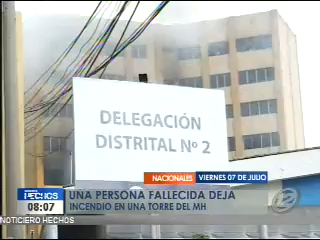 DELEGACIÓN
DISTRITAL Nº 2
NACIONALES VIERNES 07 DE JULIO
HECHOS
08:07
UNA PERSONA FALLECIDA DEJA
INCENDIO EN UNA TORRE DEL MH
NOTICIERO HECHOS